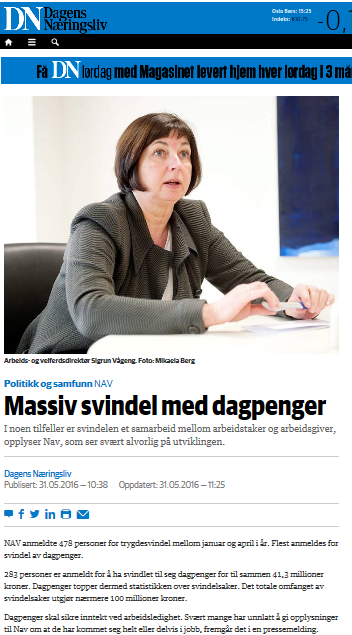 DN Dagens
Næringsliv
Oslo Børs: 15:25
Indeks:
-0,
Få DN lørdag med Magasinet levert hjem hver lørdag i 3 må
Arbeids- og velferdsdirektør Sigrun Vågeng. Foto: Mikaela Berg
Politikk og samfunn NAV
Massiv svindel med dagpenger
I noen tilfeller er svindelen et samarbeid mellom arbeidstaker og arbeidsgiver,
opplyser Nav, som ser svært alvorlig på utviklingen.
Dagens Næringsliv
Publisert: 31.05.2016 — 10:38 Oppdatert: 31.05.2016 — 11:25
NAV anmeldte 478 personer for trygdesvindel mellom januar og april i år. Flest anmeldes for
svindel av dagpenger.
283 personer er anmeldt for å ha svindlet til seg dagpenger for til sammen 41,3 millioner
kroner. Dagpenger topper dermed statistikken over svindelsaker. Det totale omfanget av
svindelsaker utgjør nærmere 100 millioner kroner.
Dagpenger skal sikre inntekt ved arbeidsledighet. Svært mange har unnlatt å gi opplysninger
til Nav om at de har kommet seg helt eller delvis i jobb, fremgår det i en pressemelding.